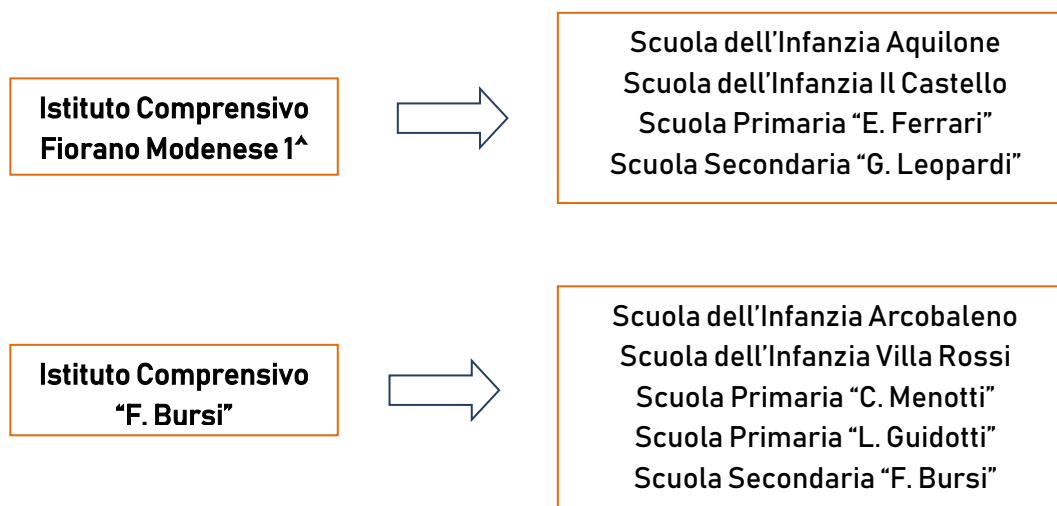 Istituto Comprensivo
Fiorano Modenese 1^
Scuola dell’Infanzia Aquilone
Scuola dell’Infanzia Il Castello
Scuola Primaria “E. Ferrari”
Scuola Secondaria “G. Leopardi”
Istituto Comprensivo
“F. Bursi”
Scuola dell’Infanzia Arcobaleno
Scuola dell’Infanzia Villa Rossi
Scuola Primaria “C. Menotti”
Scuola Primaria “L. Guidotti”
Scuola Secondaria “F. Bursi”